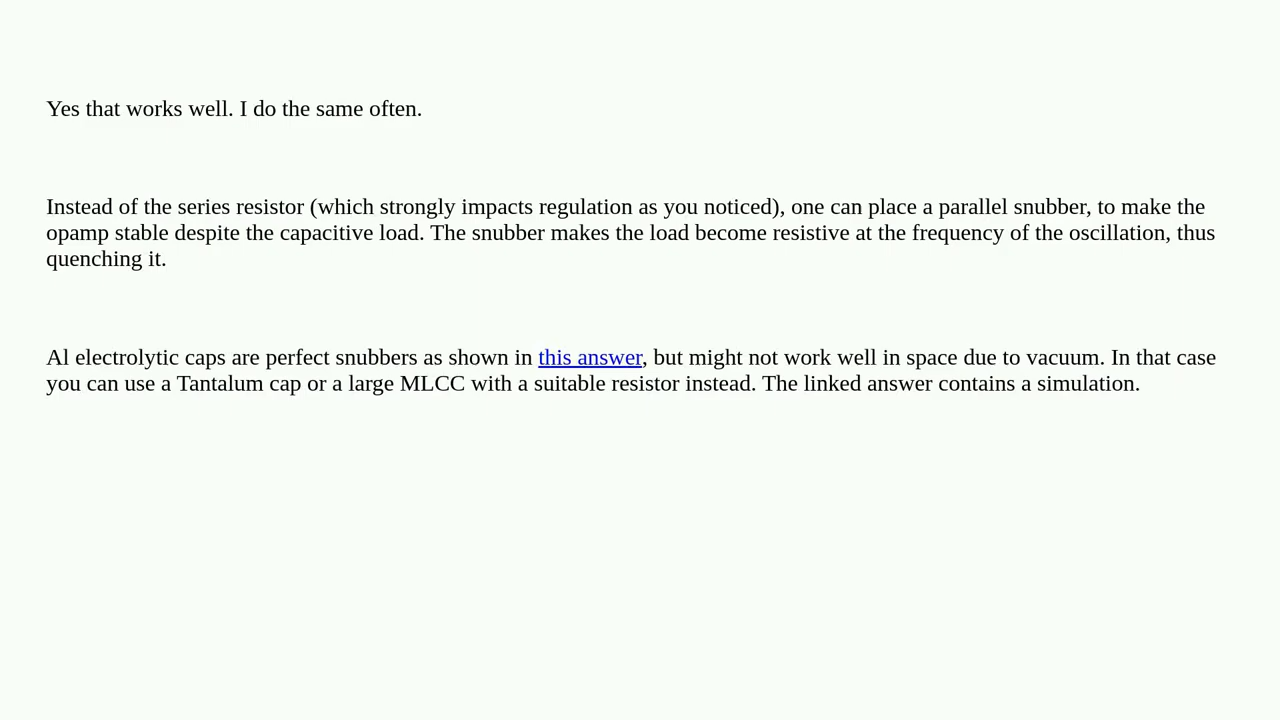 Yes that works well. I do the same often.
Instead of the series resistor (which strongly impacts regulation as you noticed), one can place a parallel snubber, to make the
opamp stable despite the capacitive load. The snubber makes the load become resistive at the frequency of the oscillation, thus
quenching it.
Al electrolytic caps are perfect snubbers as shown in this answer, but might not work well in space due to vacuum. In that case
you can use a Tantalum cap or a large MLCC with a suitable resistor instead. The linked answer contains a simulation.